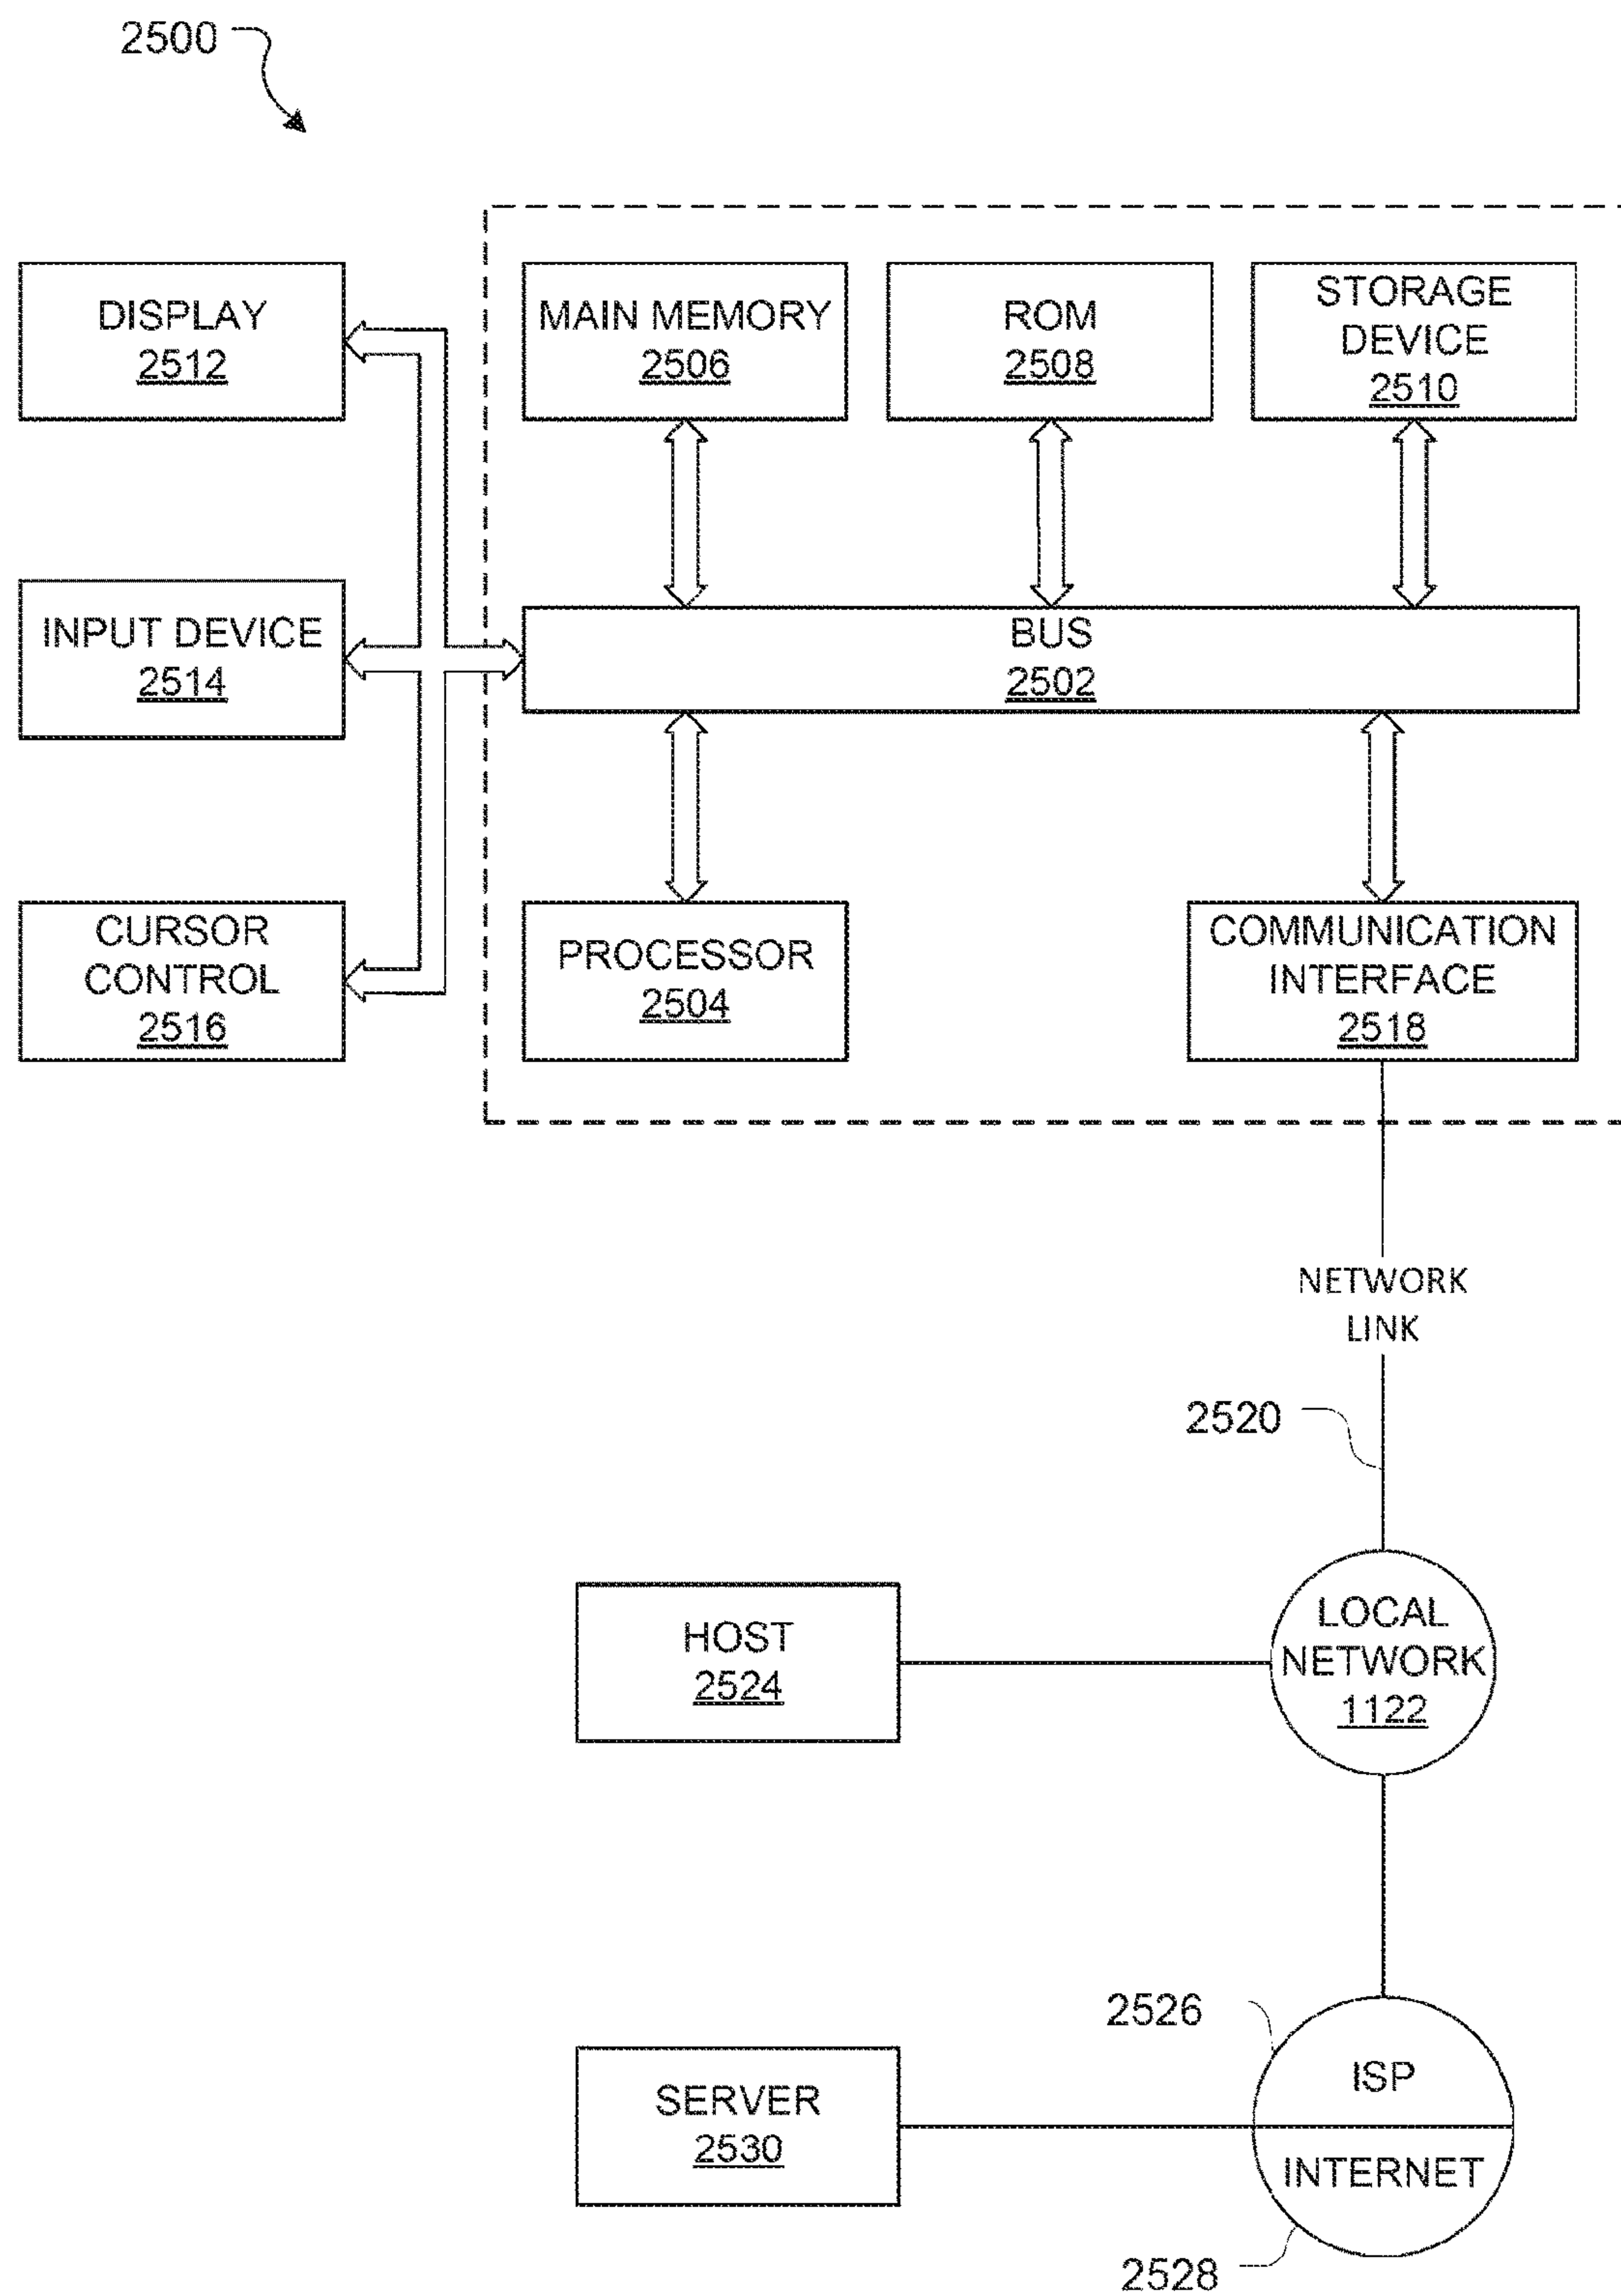 2500
DISPLAY
2512
MAIN MEMORY
2506
ROM
2508
STORAGE
DEVICE
2510
INPUT DEVICE
2514
BUS
2502
CURSOR
CONTROL
2516
PROCESSOR
2504
COMMUNICATION
INTERFACE
2518
NETWORK
LINK
2520
HOST
2524
LOCAL
NETWORK
1122
2526
ISP
SERVER
2530
INTERNET
2528